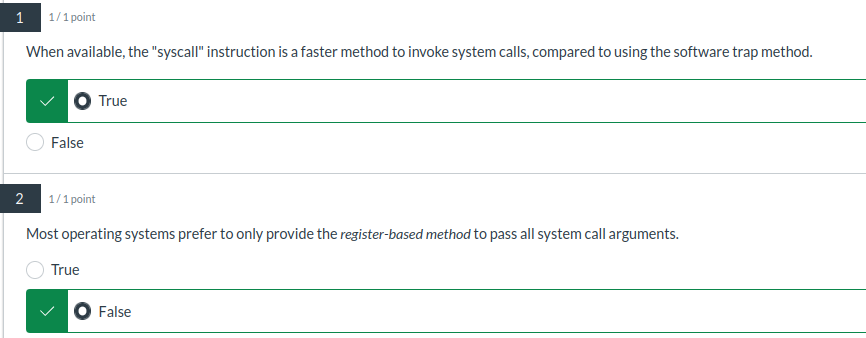 1 1 / 1 point
When available, the "syscall" instruction is a faster method to invoke system calls, compared to using the software trap method.
True
False
2 1 / 1 point
Most operating systems prefer to only provide the register-based method to pass all system call arguments.
True
False